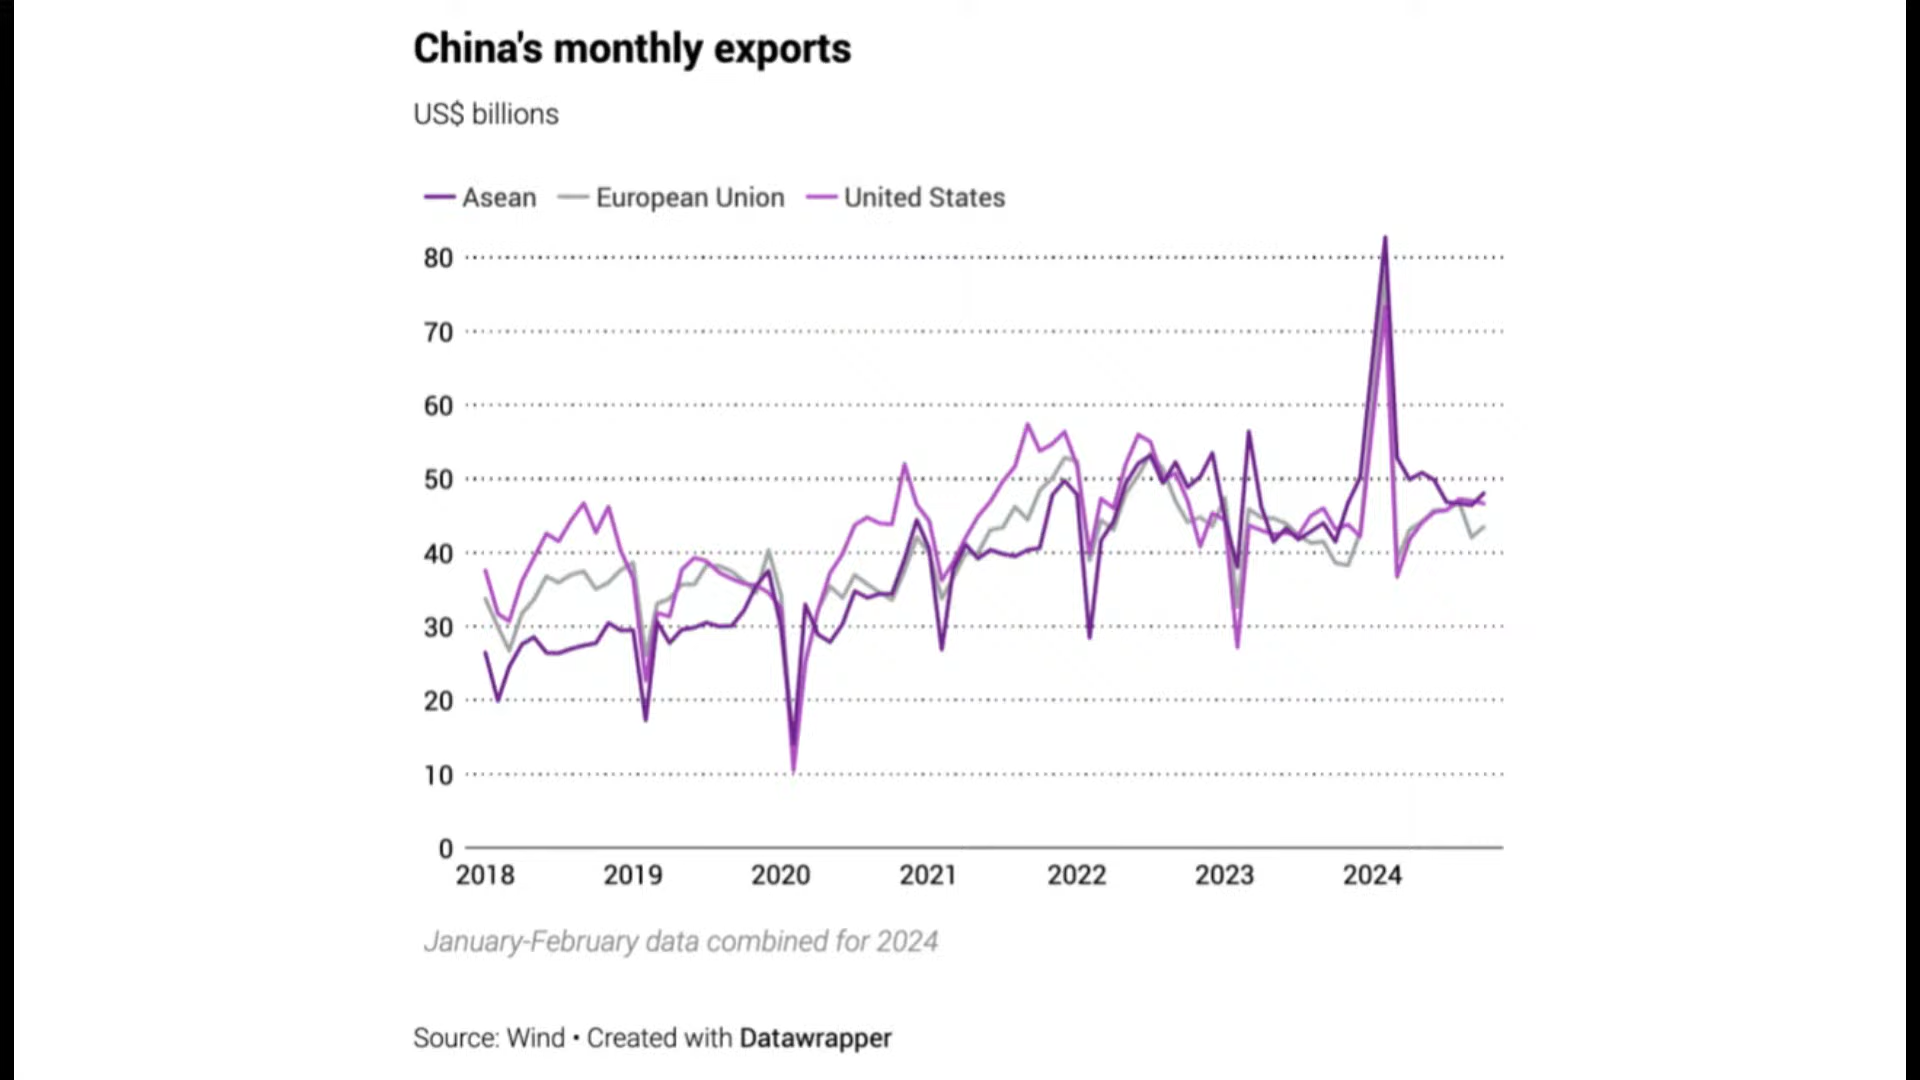 China's monthly exports
US$ billions
Asean European Union United States
80
70
60
50
40
30
20
10
0
2018 2019 2020 2021 2022 2023 2024
January-February data combined for 2024
Source: Wind • Created with Datawrapper